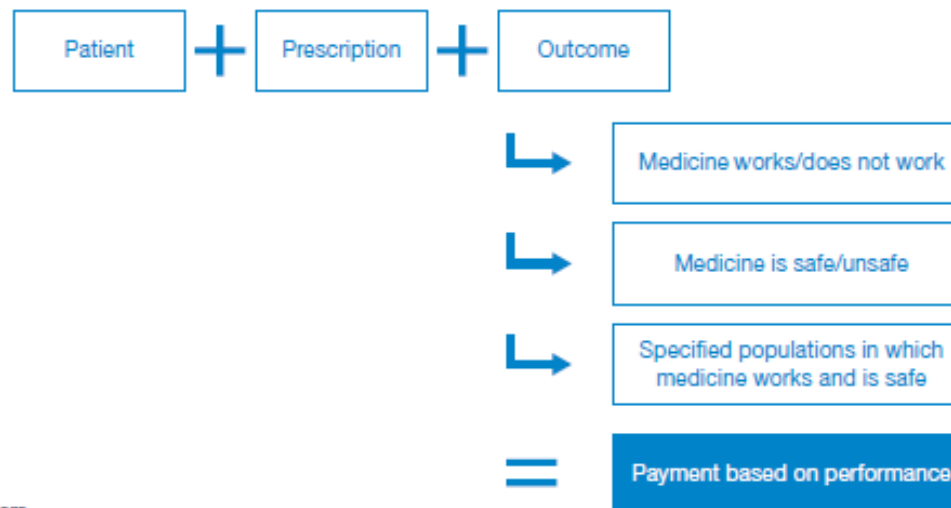 Patient + Prescription + Outcome
Medicine works/does not work
Medicine is safe/unsafe
Specified populations in which
medicine works and is safe
= Payment based on performance